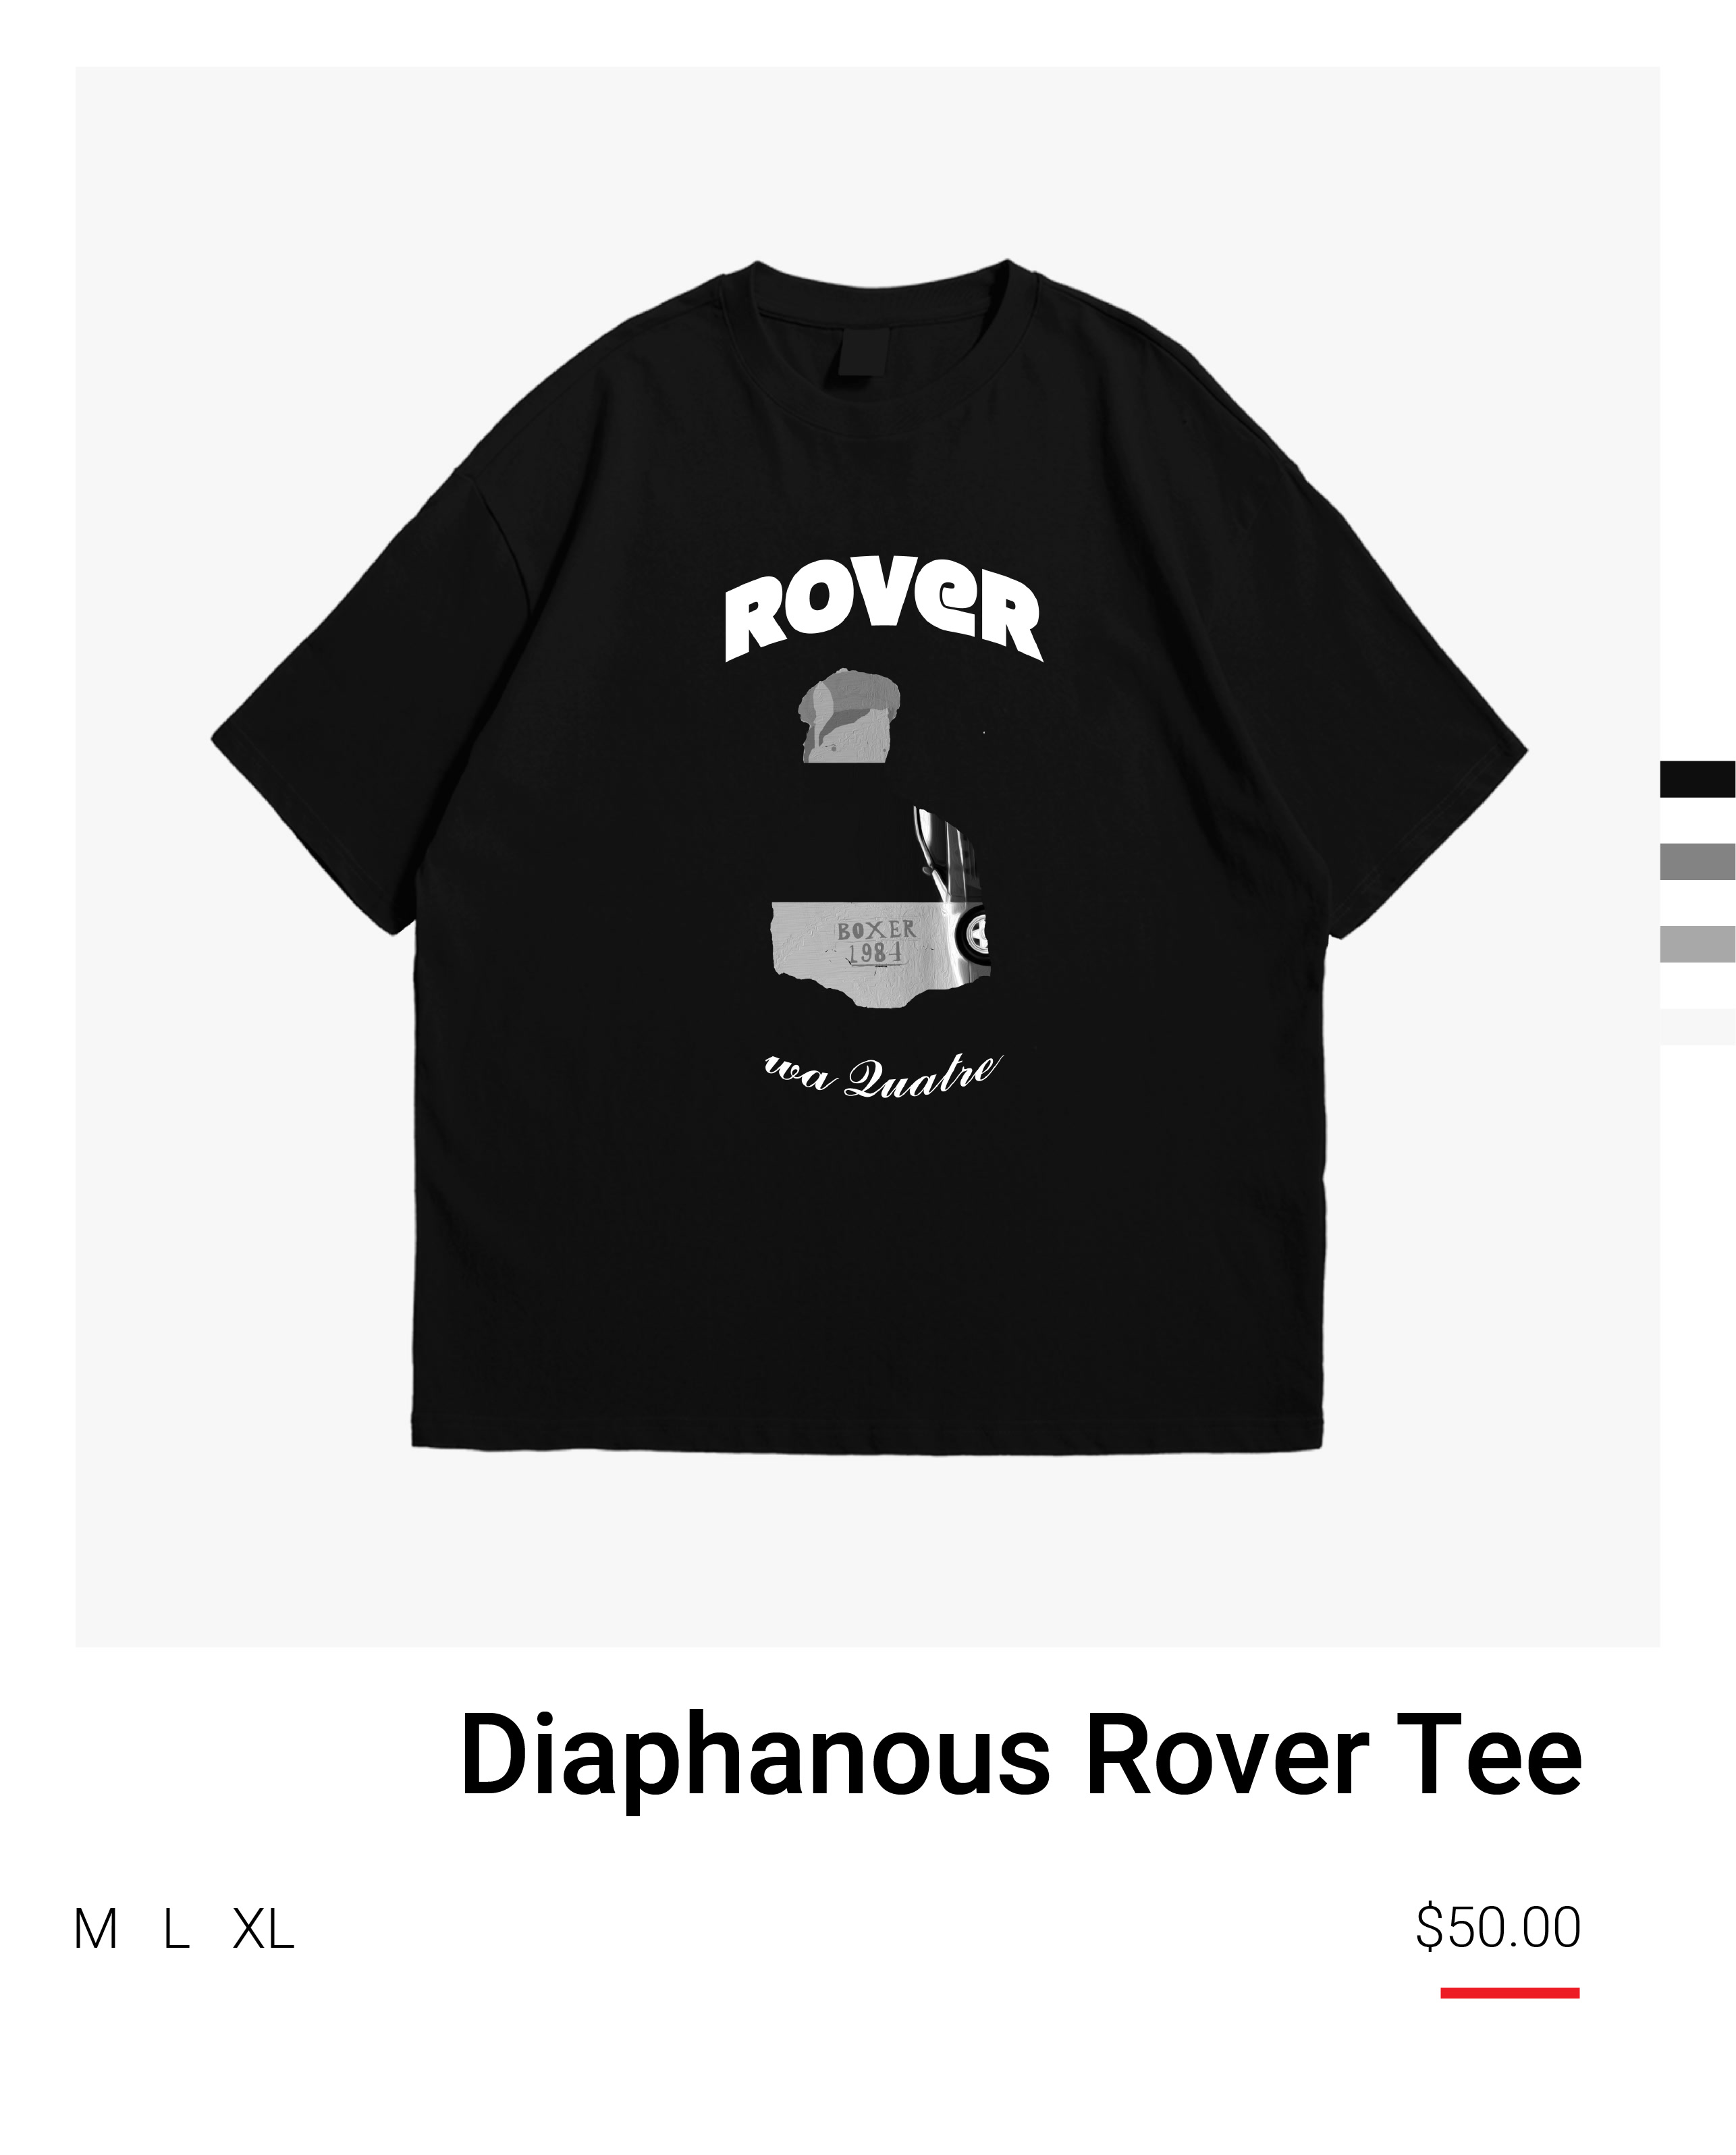 ROVER
BOXER
1984
wa Quatre
Diaphanous Rover Tee
M L XL
$50.00